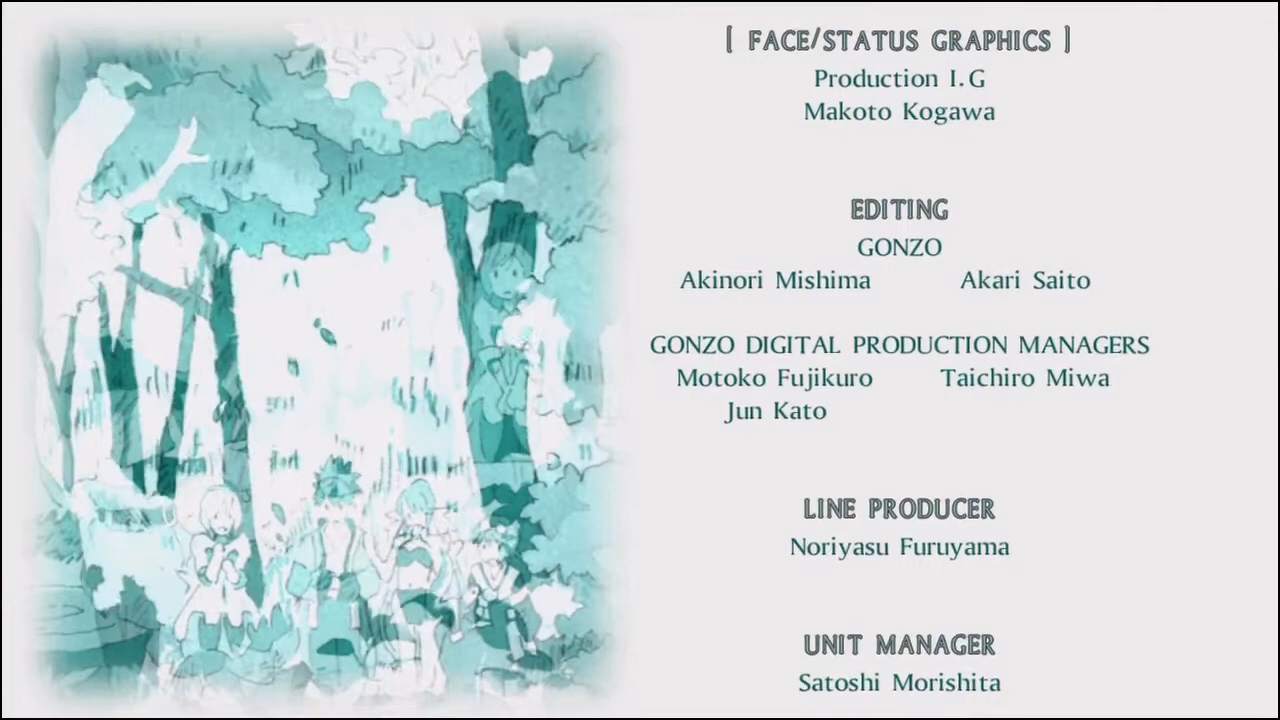 [ FACE/STATUS GRAPHICS ]
Production I.G
Makoto Kogawa
EDITING
GONZO
Akinori Mishima Akari Saito
GONZO DIGITAL PRODUCTION MANAGERS
Motoko Fujikuro Taichiro Miwa
Jun Kato
LINE PRODUCER
Noriyasu Furuyama
UNIT MANAGER
Satoshi Morishita